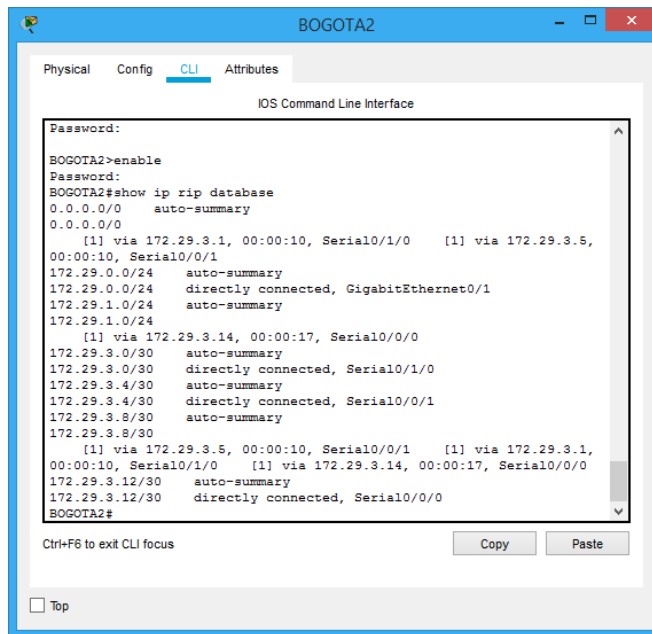 BOGOTA2
Physical Config CLI Attributes
IOS Command Line Interface
Password:
BOGOTA2>enable
Password:
BOGOTA2#show ip rip database
0.0.0.0/0    auto-summary
0.0.0.0/0
    [1] via 172.29.3.1, 00:00:10, Serial0/1/0    [1] via 172.29.3.5,
00:00:10, Serial0/0/1
172.29.0.0/24    auto-summary
172.29.0.0/24    directly connected, GigabitEthernet0/1
172.29.1.0/24    auto-summary
172.29.1.0/24
    [1] via 172.29.3.14, 00:00:17, Serial0/0/0
172.29.3.0/30    auto-summary
172.29.3.0/30    directly connected, Serial0/1/0
172.29.3.4/30    auto-summary
172.29.3.4/30    directly connected, Serial0/0/1
172.29.3.8/30    auto-summary
172.29.3.8/30
    [1] via 172.29.3.5, 00:00:10, Serial0/0/1    [1] via 172.29.3.1,
00:00:10, Serial0/1/0    [1] via 172.29.3.14, 00:00:17, Serial0/0/0
172.29.3.12/30    auto-summary
172.29.3.12/30    directly connected, Serial0/0/0
BOGOTA2#
Ctrl+F6 to exit CLI focus Copy Paste
Top